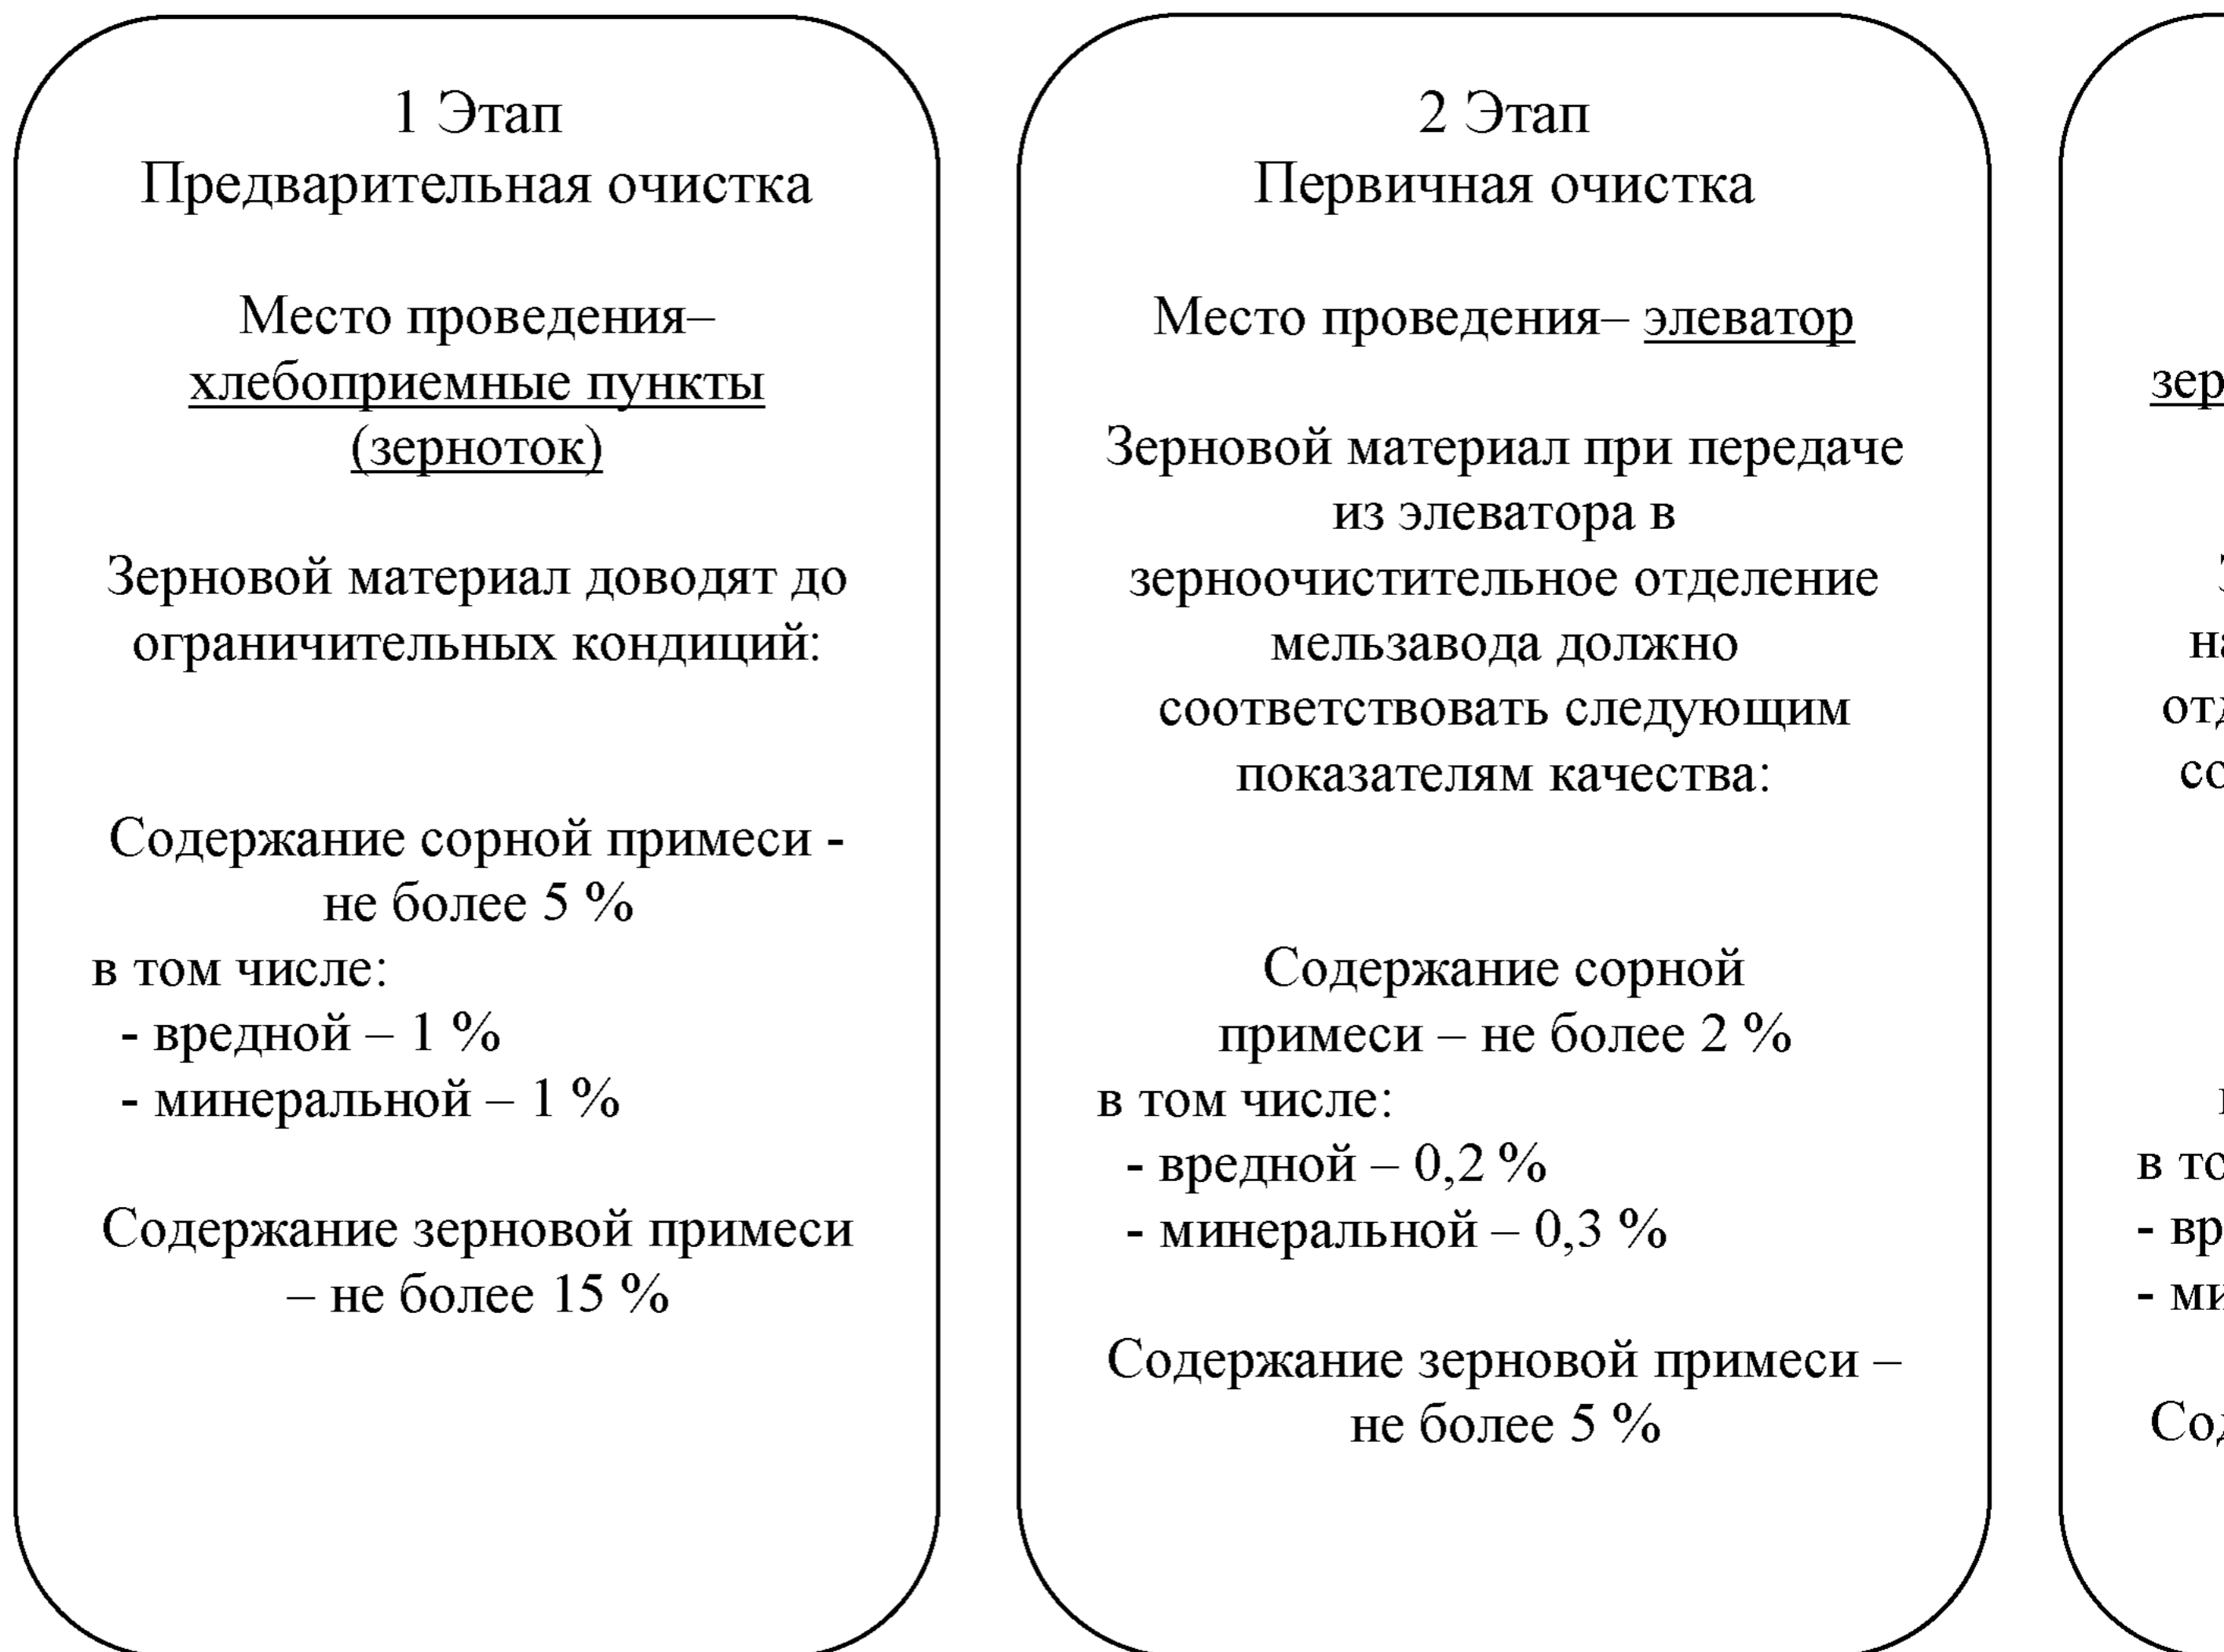 1 Этап
Предварительная очистка
Место проведения–
хлебоприемные пункты
(зерноток)
Зерновой материал доводят до
ограничительных кондиций:
Содержание сорной примеси -
не более 5 %
в том числе:
- вредной – 1 %
- минеральной – 1 %
Содержание зерновой примеси
– не более 15 %
2 Этап
Первичная очистка
Место проведения– элеватор
Зерновой материал при передаче
из элеватора в
зерноочистительное отделение
мельзавода должно
соответствовать следующим
показателям качества:
Содержание сорной
примеси – не более 2 %
в том числе:
- вредной – 0,2 %
- минеральной – 0,3 %
Содержание зерновой примеси –
не более 5 %